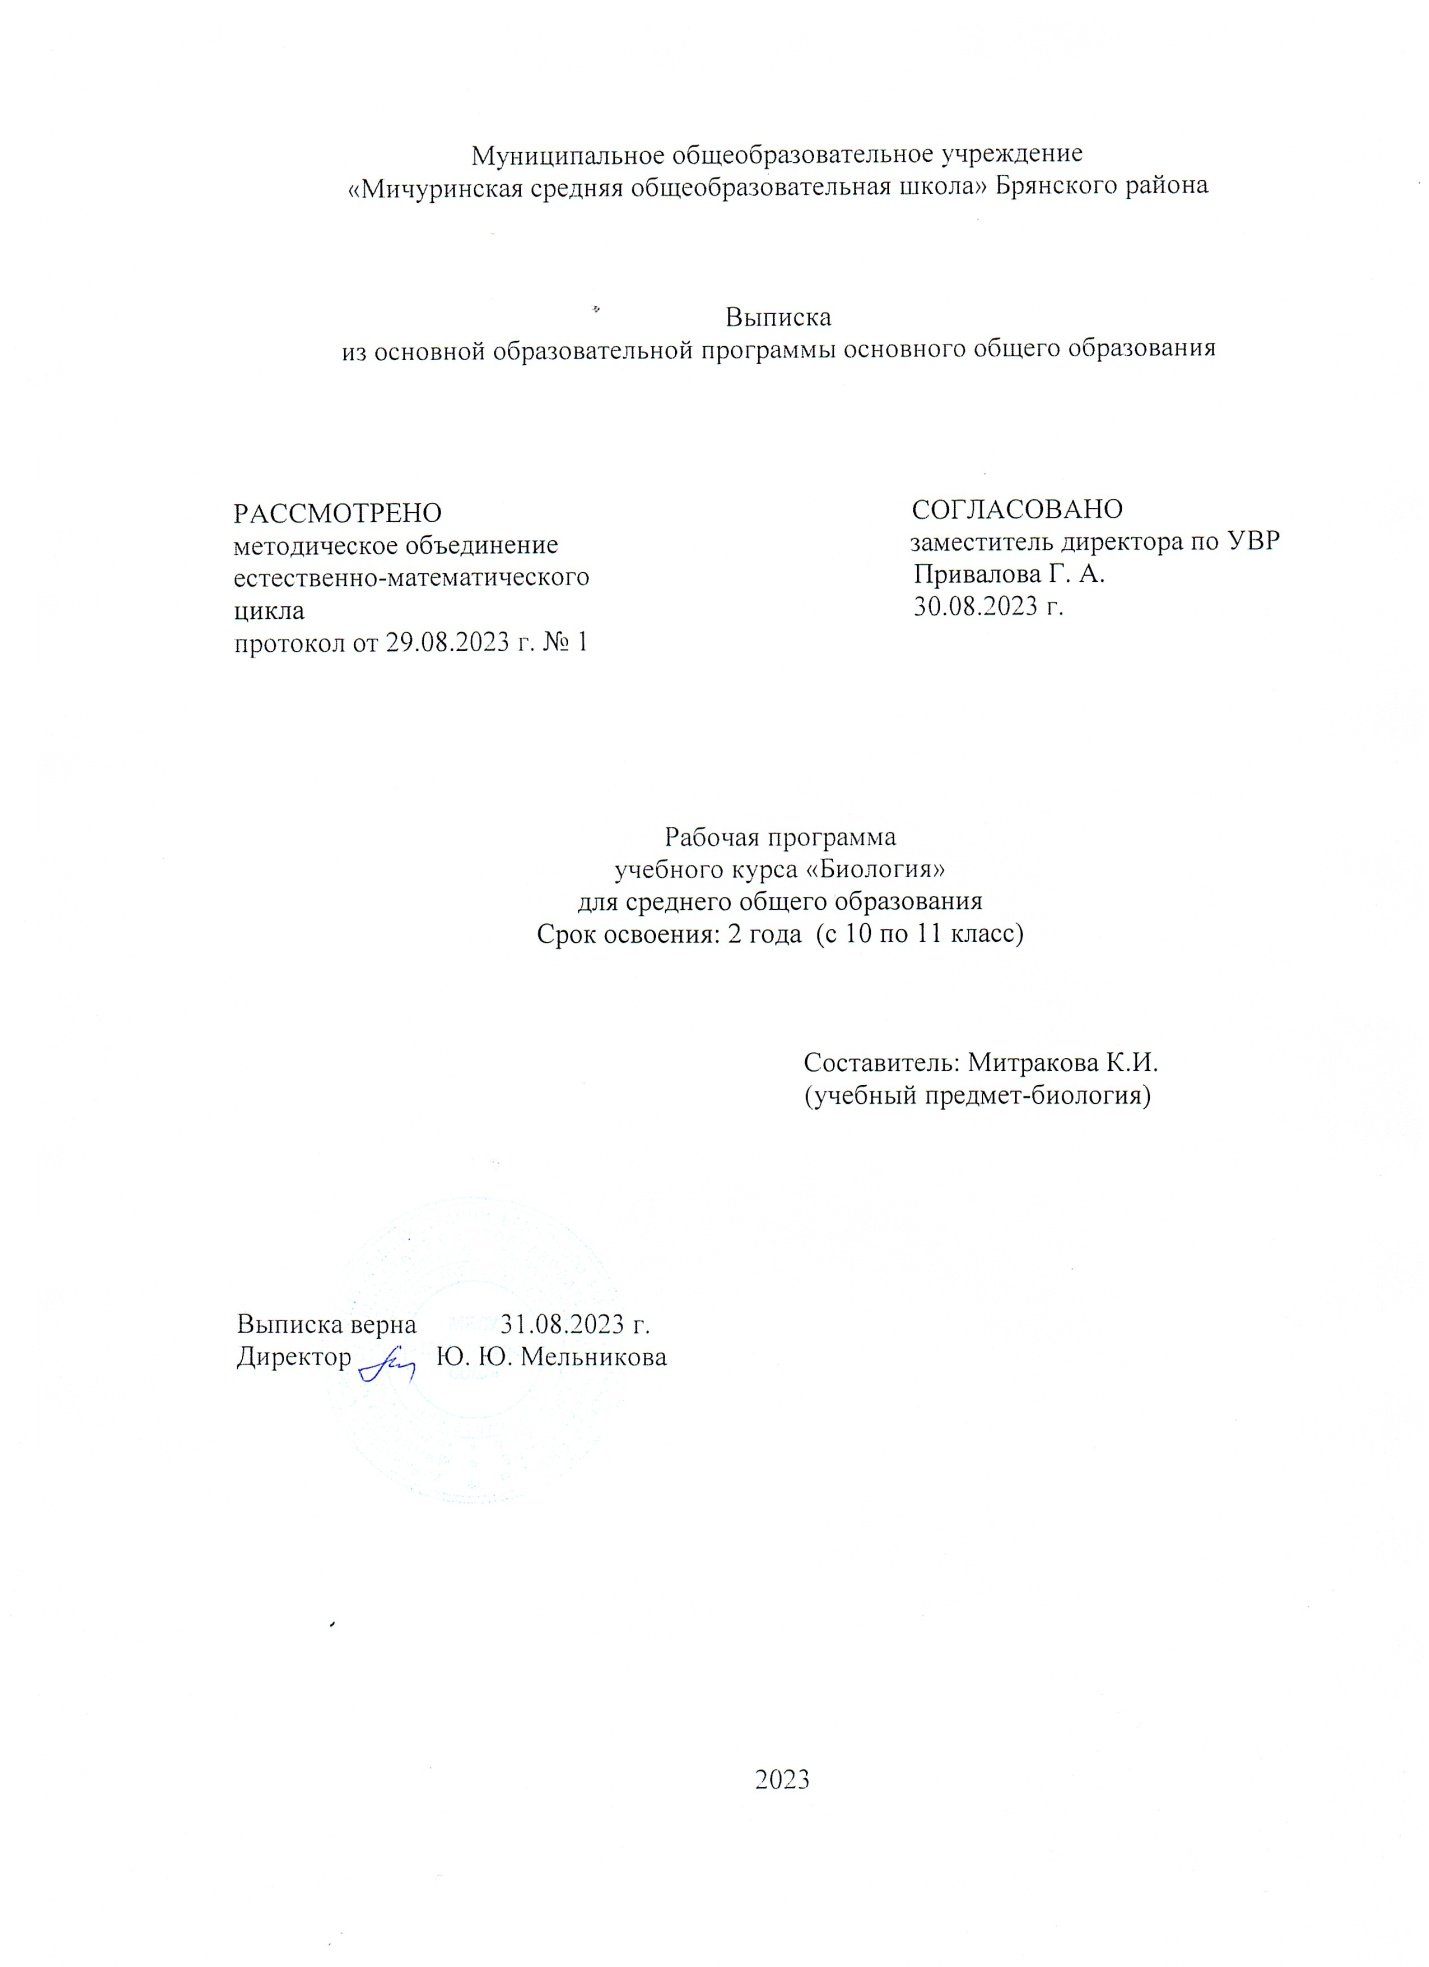 Муниципальное общеобразовательное учреждение
«Мичуринская средняя общеобразовательная школа» Брянского района
Выписка
из основной образовательной программы основного общего образования
РАССМОТРЕНО
методическое объединение
естественно-математического
цикла
протокол от 29.08.2023 г. № 1
СОГЛАСОВАНО
заместитель директора по УВР
Привалова Г. А.
30.08.2023 г.
Рабочая программа
учебного курса «Биология»
для среднего общего образования
Срок освоения: 2 года (с 10 по 11 класс)
Составитель: Митракова К.И.
(учебный предмет-биология)
Выписка верна 31.08.2023 г.
Директор Ю. Ю. Мельникова
2023